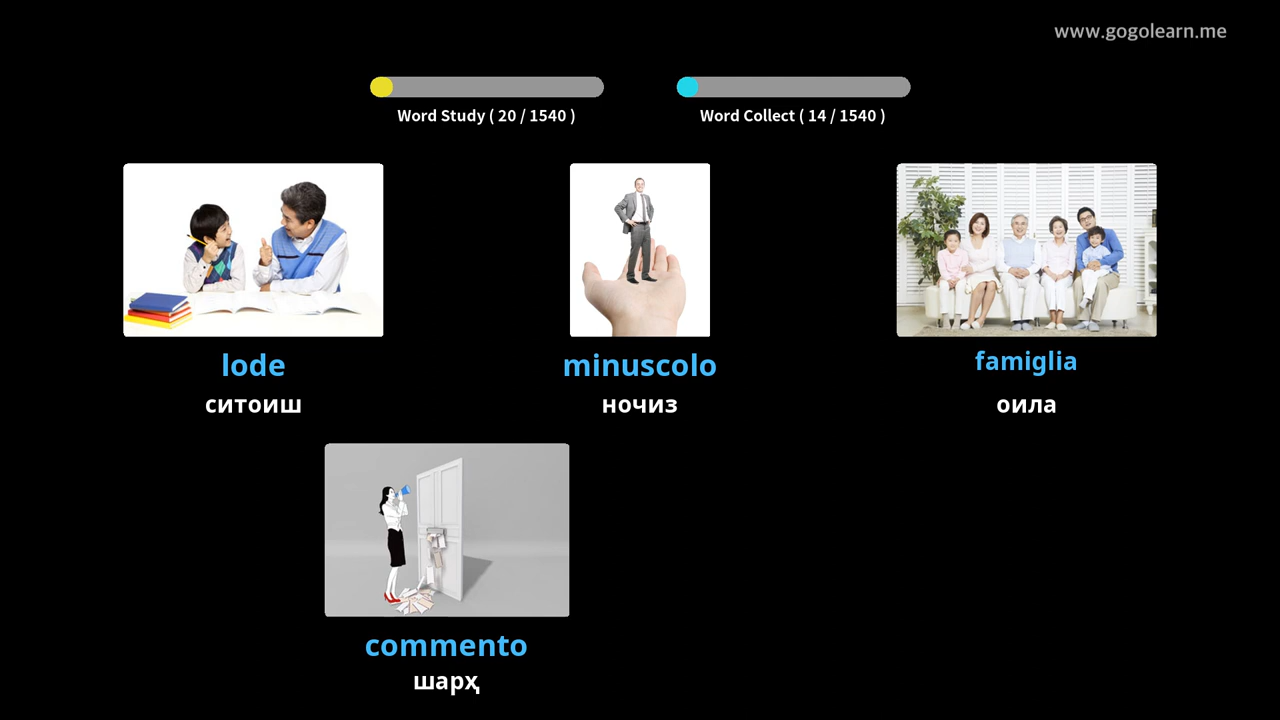 www.gogolearn.me
Word Study ( 20 / 1540 )
Word Collect ( 14 / 1540 )
lode
ситоиш
minuscolo
ночиз
famiglia
оила
commento
шарҳ